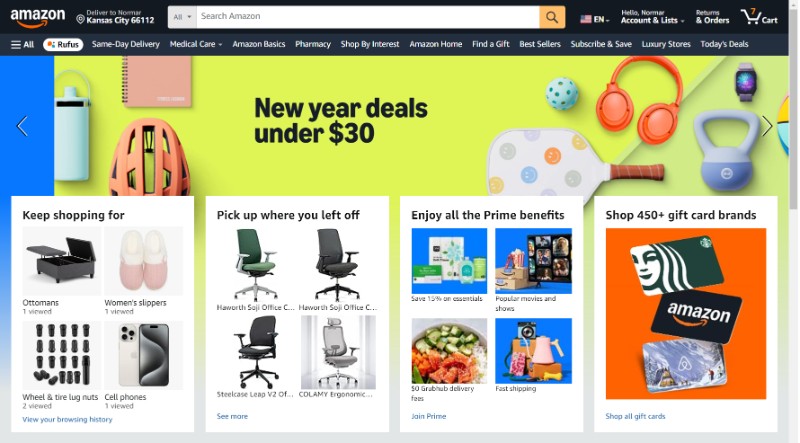 amazon
Deliver to Normar
Kansas City 66112
All
Search Amazon
EN
Hello, Normar
Account & Lists
Returns
& Orders
7
Cart
All
Rufus
Same-Day Delivery
Medical Care
Amazon Basics
Pharmacy
Shop By Interest
Amazon Home
Find a Gift
Best Sellers
Subscribe & Save
Luxury Stores
Today's Deals
New year deals
under $30
Keep shopping for
Ottomans
1 viewed
Women's slippers
1 viewed
Wheel & tire lug nuts
2 viewed
Cell phones
1 viewed
View your browsing history
Pick up where you left off
Haworth Soji Office C...
Haworth Soji Office C...
Steelcase Leap V2 Of...
COLAMY Ergonomic...
See more
Enjoy all the Prime benefits
Save 15% on essentials
Popular movies and
shows
$0 Grubhub delivery
fees
Fast shipping
Join Prime
Shop 450+ gift card brands
amazon
Shop all gift cards